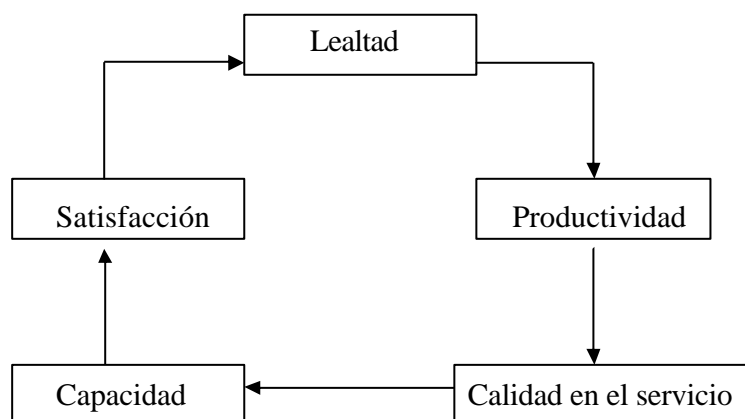 Lealtad
Satisfacción
Productividad
Capacidad
Calidad en el servicio